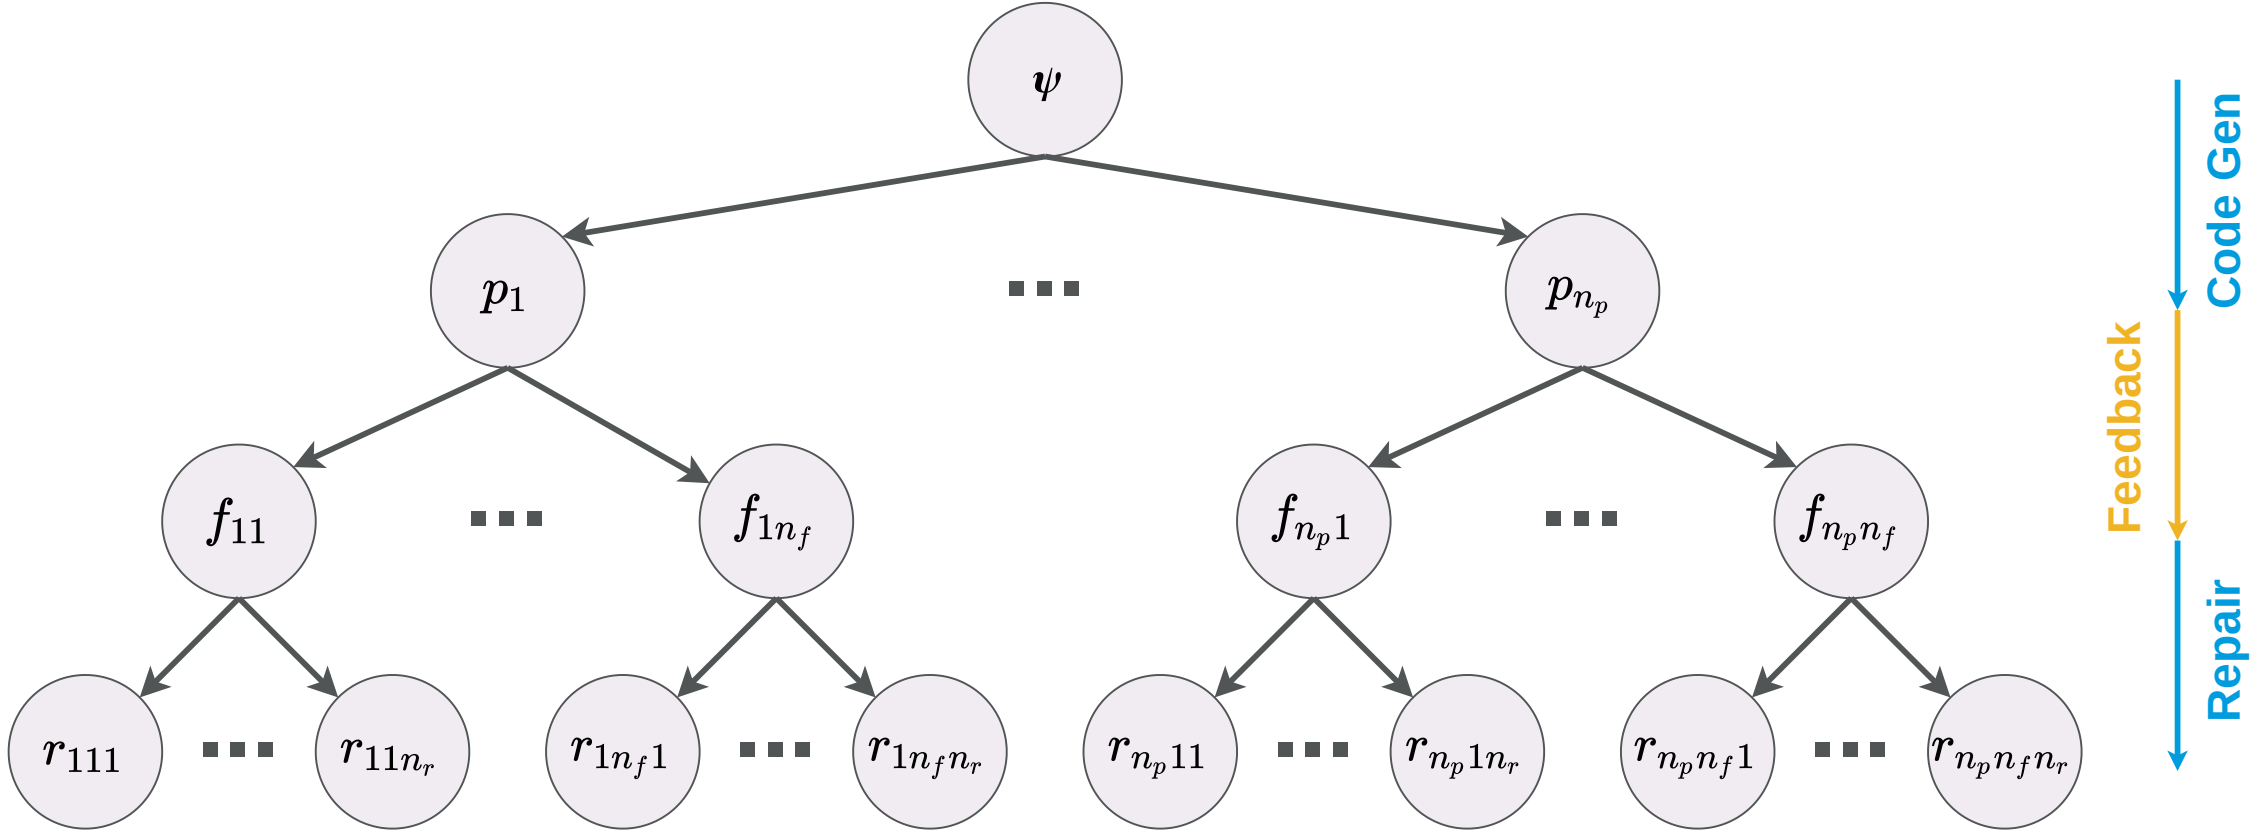 ψ
p_1
p_{n_p}
f_{11}
f_{1n_f}
f_{n_p1}
f_{n_pn_f}
r_{111}
r_{11n_r}
r_{1n_f1}
r_{1n_fn_r}
r_{n_p11}
r_{n_p1n_r}
r_{n_pn_f1}
r_{n_pn_fn_r}
Code Gen
Feedback
Repair